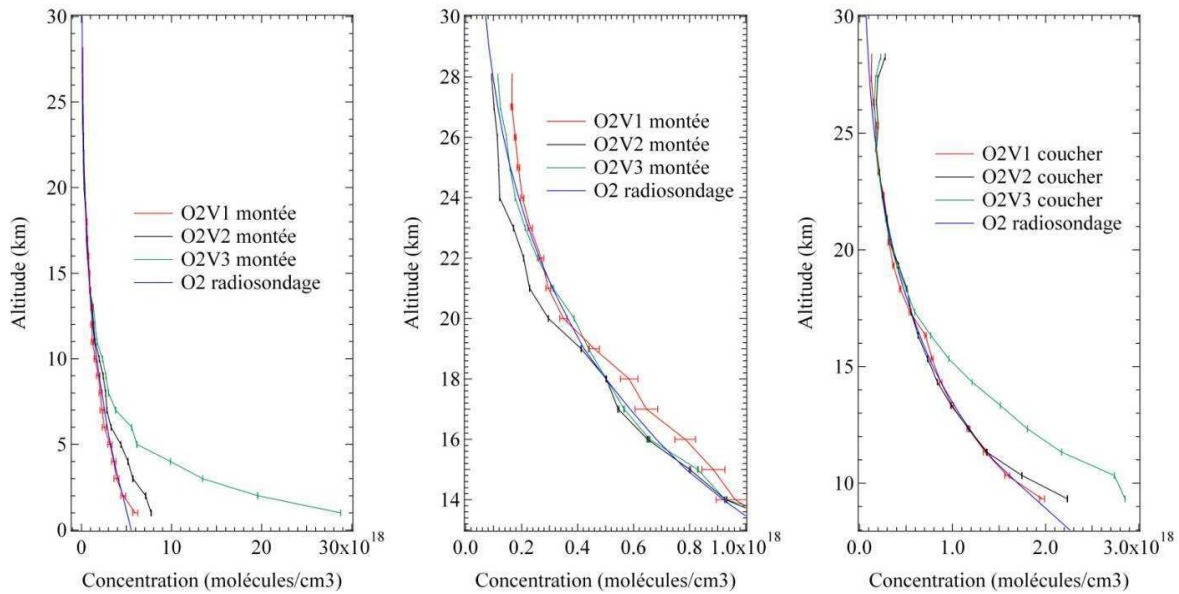 30
25
20
15
10
5
0
Altitude (km)
O2V1 montée
O2V2 montée
O2V3 montée
O2 radiosondage
0 10 20 30x10^18
Concentration (molécules/cm3)
30
28
26
24
22
20
18
16
14
Altitude (km)
O2V1 montée
O2V2 montée
O2V3 montée
O2 radiosondage
0.0 0.2 0.4 0.6 0.8 1.0x10^18
Concentration (molécules/cm3)
30
25
20
15
10
Altitude (km)
O2V1 coucher
O2V2 coucher
O2V3 coucher
O2 radiosondage
0.0 1.0 2.0 3.0x10^18
Concentration (molécules/cm3)